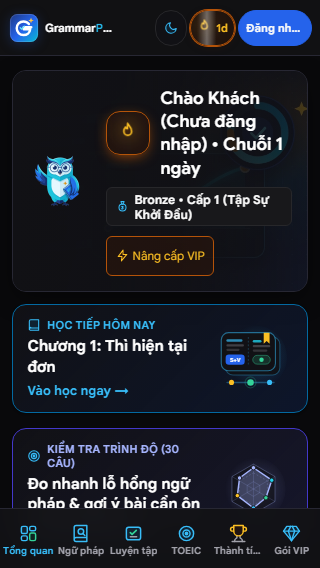 GrammarP...
1d
Đăng nh...
Chào Khách
(Chưa đăng
nhập) • Chuỗi 1
ngày
Bronze • Cấp 1 (Tập Sự
Khởi Đầu)
Nâng cấp VIP
HỌC TIẾP HÔM NAY
Chương 1: Thì hiện tại
đơn
Vào học ngay →
S+V
KIỂM TRA TRÌNH ĐỘ (30
CÂU)
Đo nhanh lỗ hổng ngữ
pháp & gợi ý bài cần ôn
Tổng quan
Ngữ pháp
Luyện tập
TOEIC
Thành tí...
Gói VIP